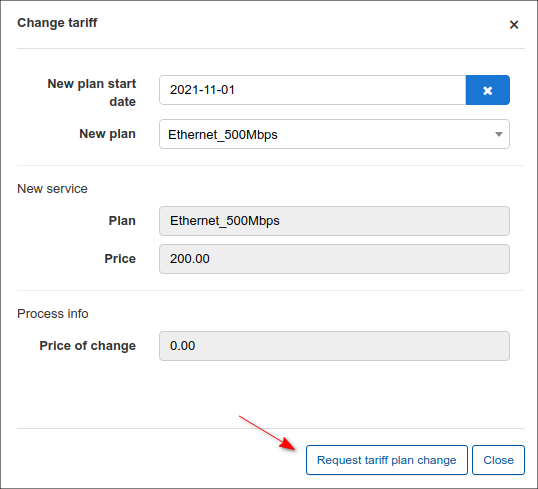 Change tariff
×
New plan start
date
2021-11-01
×
New plan
Ethernet_500Mbps
New service
Plan
Ethernet_500Mbps
Price
200.00
Process info
Price of change
0.00
Request tariff plan change
Close